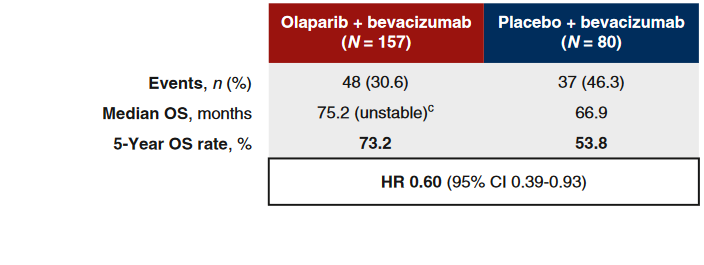 Olaparib + bevacizumab Placebo + bevacizumab
(N = 157) (N = 80)
Events, n (%) 48 (30.6) 37 (46.3)
Median OS, months 75.2 (unstable)c 66.9
5-Year OS rate, % 73.2 53.8
HR 0.60 (95% CI 0.39-0.93)